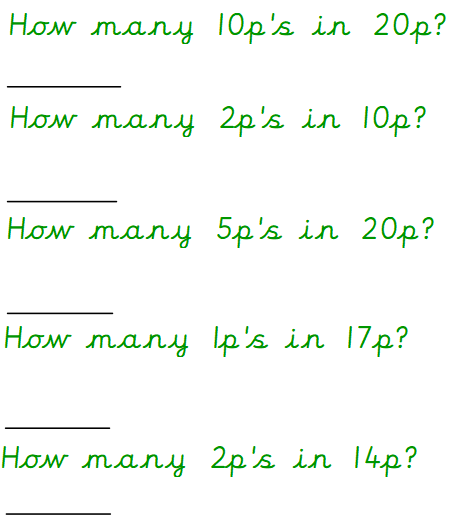 How many 10p's in 20p?
How many 2p's in 10p?
How many 5p's in 20p?
How many 1p's in 17p?
How many 2p's in 14p?